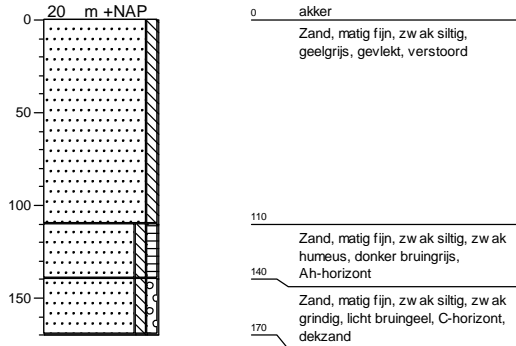 20 m +NAP
0
50
100
150
0 akker
Zand, matig fijn, zwak siltig,
geelgrijs, gevlekt, verstoord
110
Zand, matig fijn, zwak siltig, zwak
humeus, donker bruingrijs,
Ah-horizont
140
Zand, matig fijn, zwak siltig, zwak
grindig, licht bruingeel, C-horizont,
dekzand
170